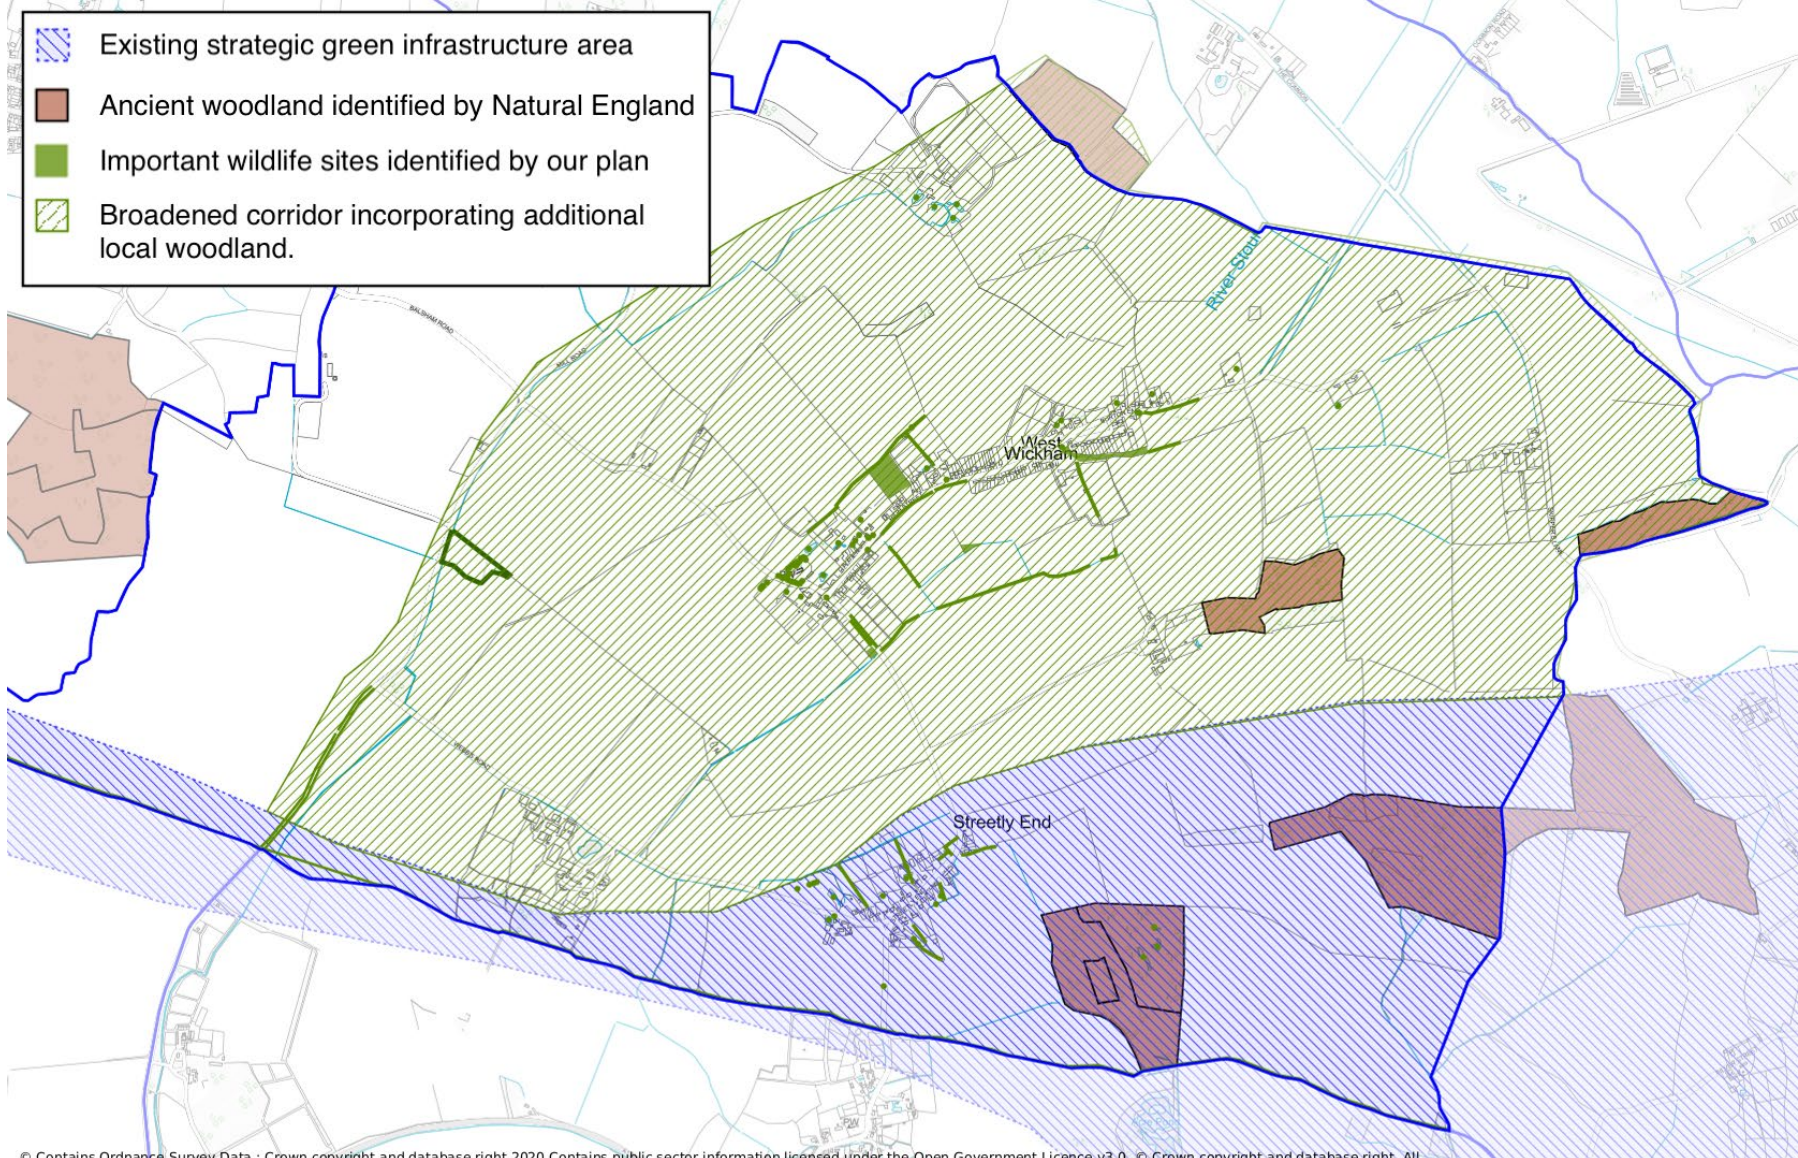 Existing strategic green infrastructure area
Ancient woodland identified by Natural England
Important wildlife sites identified by our plan
Broadened corridor incorporating additional
local woodland.
BALSHAM ROAD
River Stour
West
Wickham
Streetly End
PW
© Contains Ordnance Survey Data : Crown copyright and database right 2020 Contains public sector information licensed under the Open Government Licence v3.0. © Crown copyright and database right. All